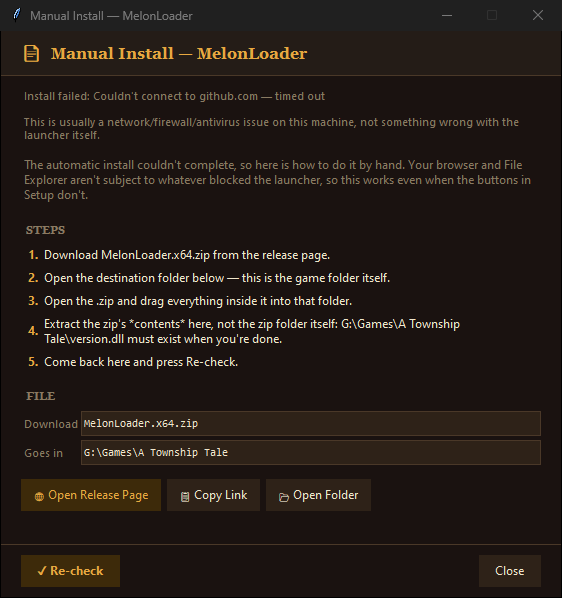 Manual Install — MelonLoader
Manual Install — MelonLoader
Install failed: Couldn't connect to github.com — timed out
This is usually a network/firewall/antivirus issue on this machine, not something wrong with the
launcher itself.
The automatic install couldn't complete, so here is how to do it by hand. Your browser and File
Explorer aren't subject to whatever blocked the launcher, so this works even when the buttons in
Setup don't.
STEPS
1. Download MelonLoader.x64.zip from the release page.
2. Open the destination folder below — this is the game folder itself.
3. Open the .zip and drag everything inside it into that folder.
4. Extract the zip's *contents* here, not the zip folder itself: G:\Games\A Township
Tale\version.dll must exist when you're done.
5. Come back here and press Re-check.
FILE
Download MelonLoader.x64.zip
Goes in G:\Games\A Township Tale
Open Release Page Copy Link Open Folder
✓ Re-check Close